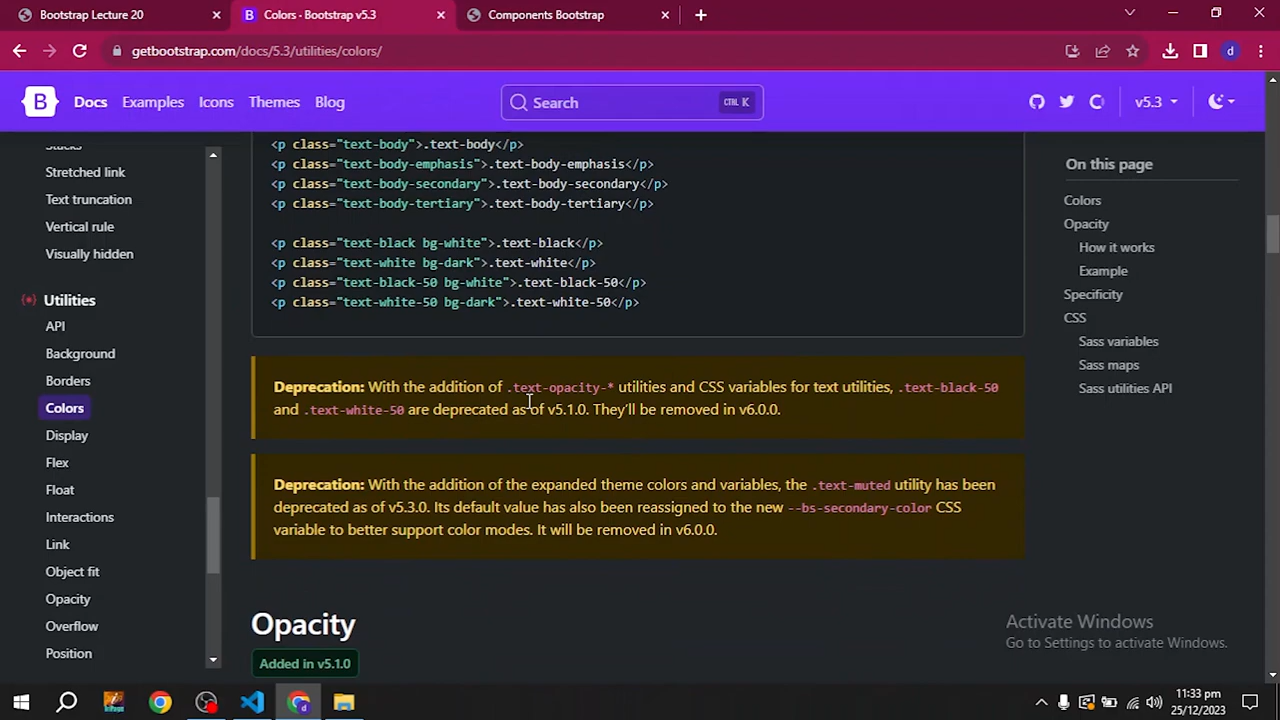 Bootstrap Lecture 20
Colors - Bootstrap v5.3
Components Bootstrap
getbootstrap.com/docs/5.3/utilities/colors/
d
B
Docs
Examples
Icons
Themes
Blog
Search
CTRL K
v5.3
Stretched link
Text truncation
Vertical rule
Visually hidden
Utilities
API
Background
Borders
Colors
Display
Flex
Float
Interactions
Link
Object fit
Opacity
Overflow
Position
<p class="text-body">.text-body</p>
<p class="text-body-emphasis">.text-body-emphasis</p>
<p class="text-body-secondary">.text-body-secondary</p>
<p class="text-body-tertiary">.text-body-tertiary</p>
<p class="text-black bg-white">.text-black</p>
<p class="text-white bg-dark">.text-white</p>
<p class="text-black-50 bg-white">.text-black-50</p>
<p class="text-white-50 bg-dark">.text-white-50</p>
Deprecation: With the addition of .text-opacity-* utilities and CSS variables for text utilities, .text-black-50
and .text-white-50 are deprecated as of v5.1.0. They'll be removed in v6.0.0.
Deprecation: With the addition of the expanded theme colors and variables, the .text-muted utility has been
deprecated as of v5.3.0. Its default value has also been reassigned to the new --bs-secondary-color CSS
variable to better support color modes. It will be removed in v6.0.0.
Opacity
Added in v5.1.0
On this page
Colors
Opacity
How it works
Example
Specificity
CSS
Sass variables
Sass maps
Sass utilities API
Activate Windows
Go to Settings to activate Windows.
11:33 pm
25/12/2023